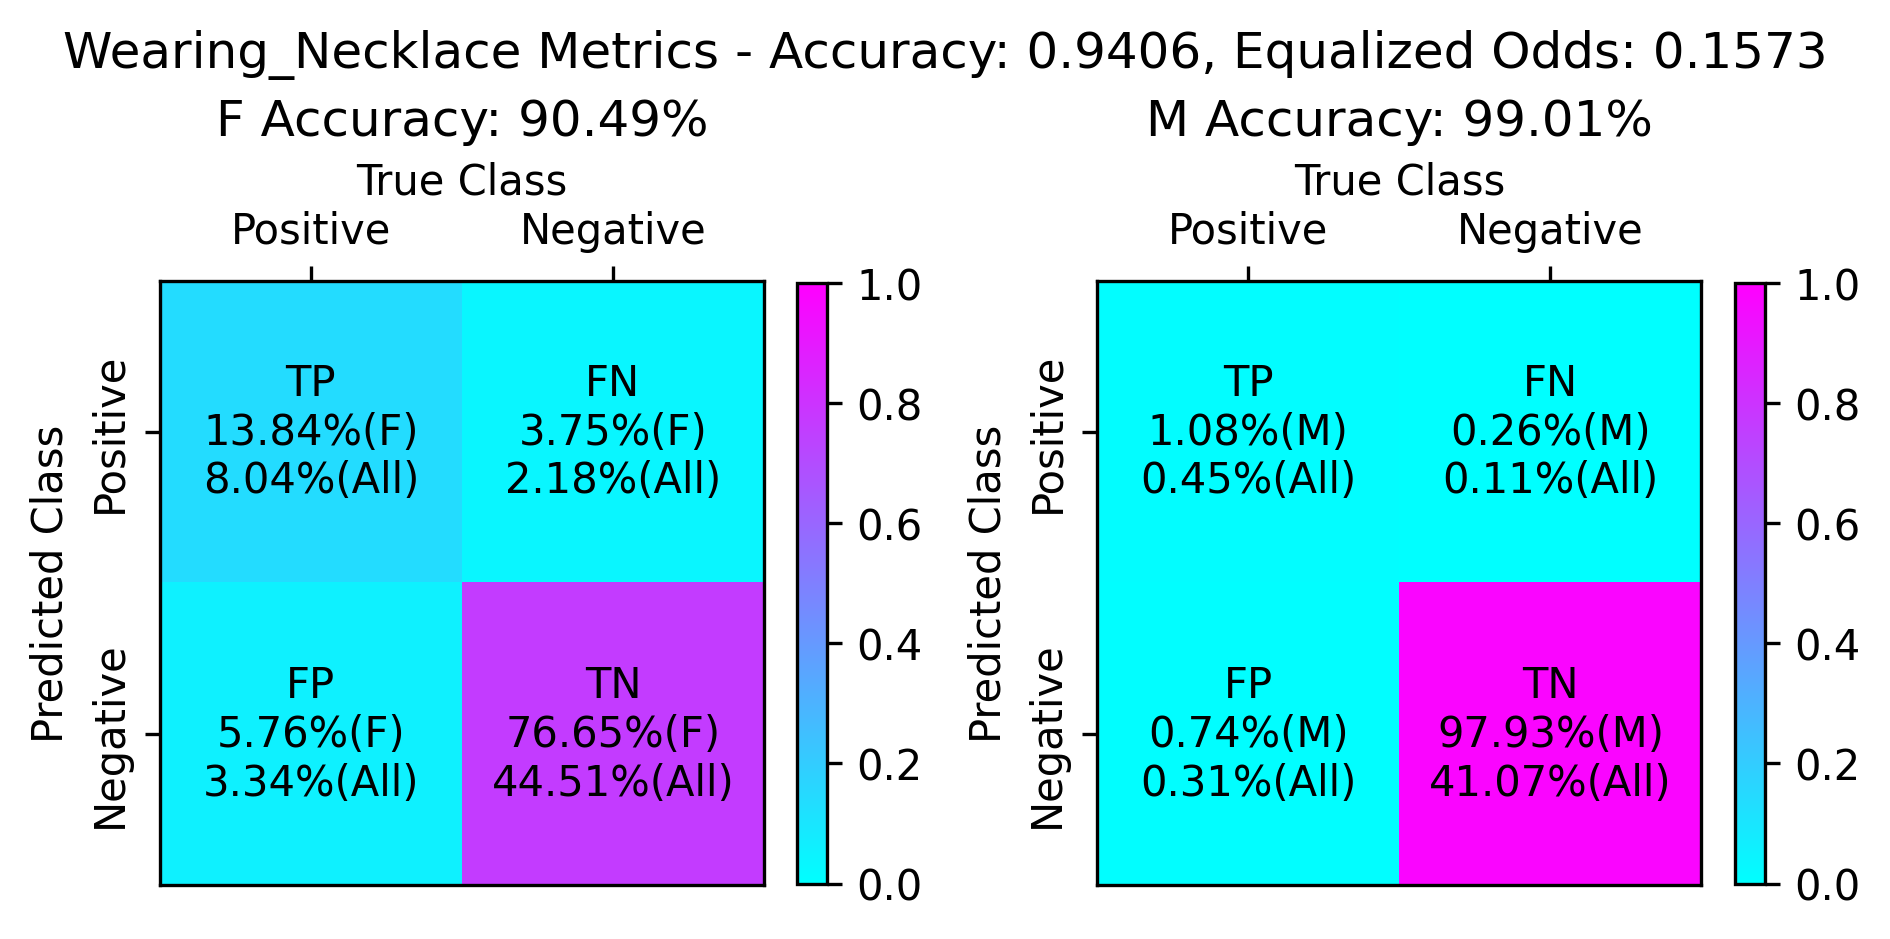 Wearing_Necklace Metrics - Accuracy: 0.9406, Equalized Odds: 0.1573
F Accuracy: 90.49%
True Class
Positive
Negative
Predicted Class
Positive
Negative
TP
13.84%(F)
8.04%(All)
FN
3.75%(F)
2.18%(All)
FP
5.76%(F)
3.34%(All)
TN
76.65%(F)
44.51%(All)
1.0
0.8
0.6
0.4
0.2
0.0
M Accuracy: 99.01%
True Class
Positive
Negative
Predicted Class
Positive
Negative
TP
1.08%(M)
0.45%(All)
FN
0.26%(M)
0.11%(All)
FP
0.74%(M)
0.31%(All)
TN
97.93%(M)
41.07%(All)
1.0
0.8
0.6
0.4
0.2
0.0